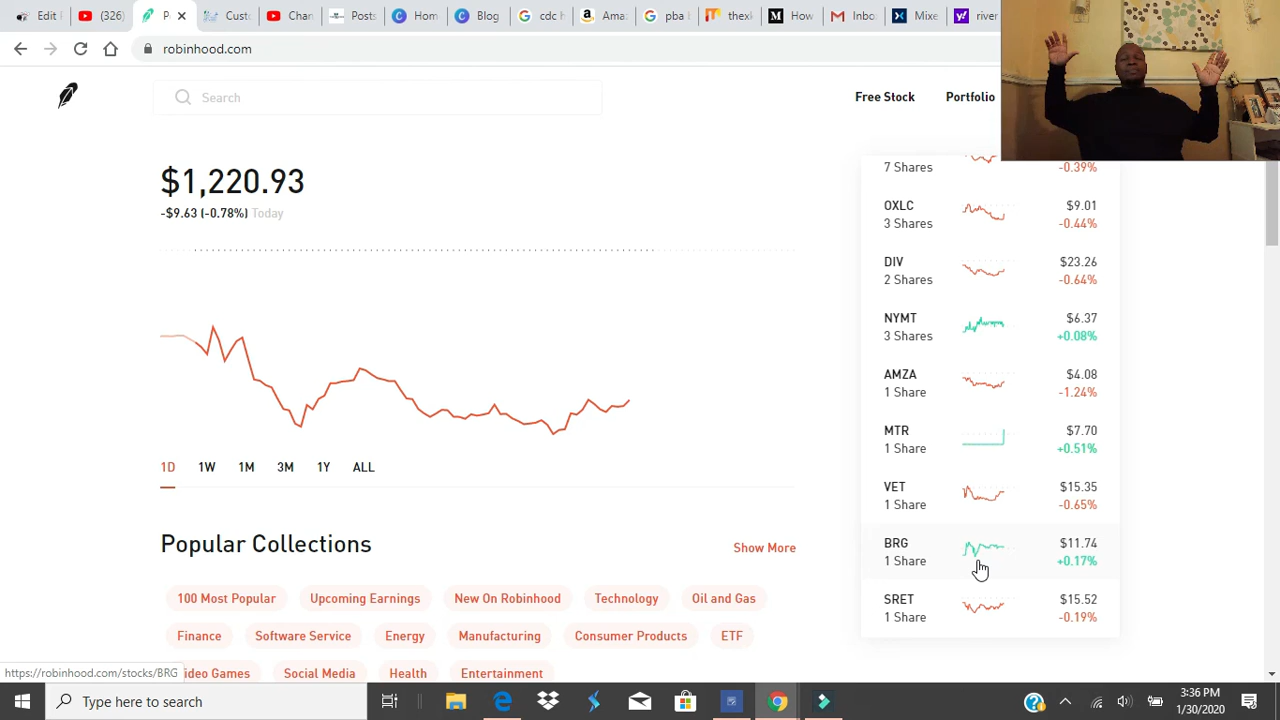 Edit
P
Cust
(326)
Chan
Posts
Hom
Blog
cdc h
Ama
pba
thex
How
Inbo
Mixe
river
robinhood.com
Search
Free Stock
Portfolio
$1,220.93
-$9.63 (-0.78%) Today
1D 1W 1M 3M 1Y ALL
Popular Collections
Show More
100 Most Popular
Upcoming Earnings
New On Robinhood
Technology
Oil and Gas
Finance
Software Service
Energy
Manufacturing
Consumer Products
ETF
ideo Games
Social Media
Health
Entertainment
7 Shares -0.39%
OXLC $9.01
3 Shares -0.44%
DIV $23.26
2 Shares -0.64%
NYMT $6.37
3 Shares +0.08%
AMZA $4.08
1 Share -1.24%
MTR $7.70
1 Share +0.51%
VET $15.35
1 Share -0.65%
BRG $11.74
1 Share +0.17%
SRET $15.52
1 Share -0.19%
https://robinhood.com/stocks/BRG
Type here to search
3:36 PM
1/30/2020